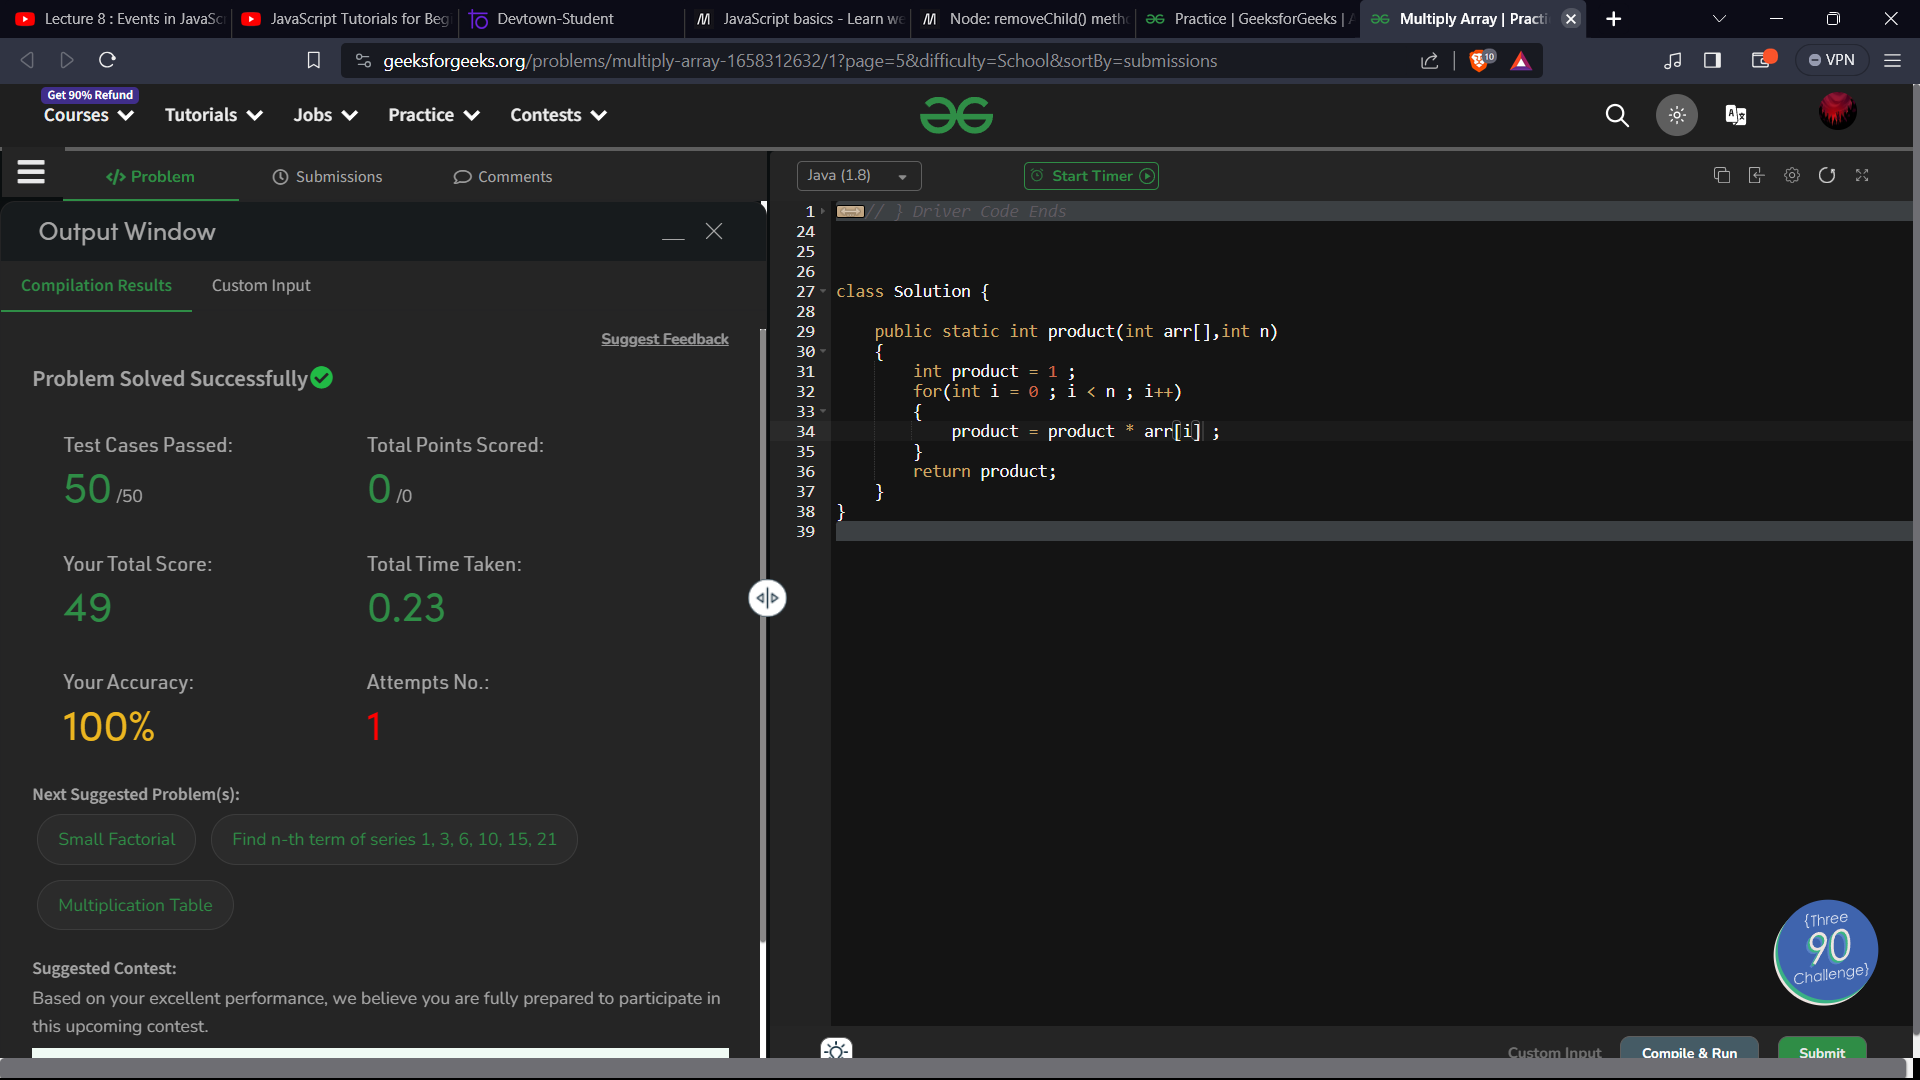 Lecture 8 : Events in JavaSc
JavaScript Tutorials for Beg
Devtown-Student
JavaScript basics - Learn we
Node: removeChild() meth
Practice | GeeksforGeeks | A
Multiply Array | Practi
geeksforgeeks.org/problems/multiply-array-1658312632/1?page=5&difficulty=School&sortBy=submissions
10
VPN
Get 90% Refund
Courses
Tutorials
Jobs
Practice
Contests
</> Problem
Submissions
Comments
Java (1.8)
Start Timer
Output Window
Compilation Results
Custom Input
Suggest Feedback
Problem Solved Successfully
Test Cases Passed:
Total Points Scored:
50 /50
0 /0
Your Total Score:
Total Time Taken:
49
0.23
Your Accuracy:
Attempts No.:
100%
1
Next Suggested Problem(s):
Small Factorial
Find n-th term of series 1, 3, 6, 10, 15, 21
Multiplication Table
Suggested Contest:
Based on your excellent performance, we believe you are fully prepared to participate in
this upcoming contest.
1 // } Driver Code Ends
24
25
26
27 class Solution {
28
29 public static int product(int arr[],int n)
30 {
31 int product = 1 ;
32 for(int i = 0 ; i < n ; i++)
33 {
34 product = product * arr[i] ;
35 }
36 return product;
37 }
38 }
39
{Three
90
Challenge}
Custom Input
Compile & Run
Submit